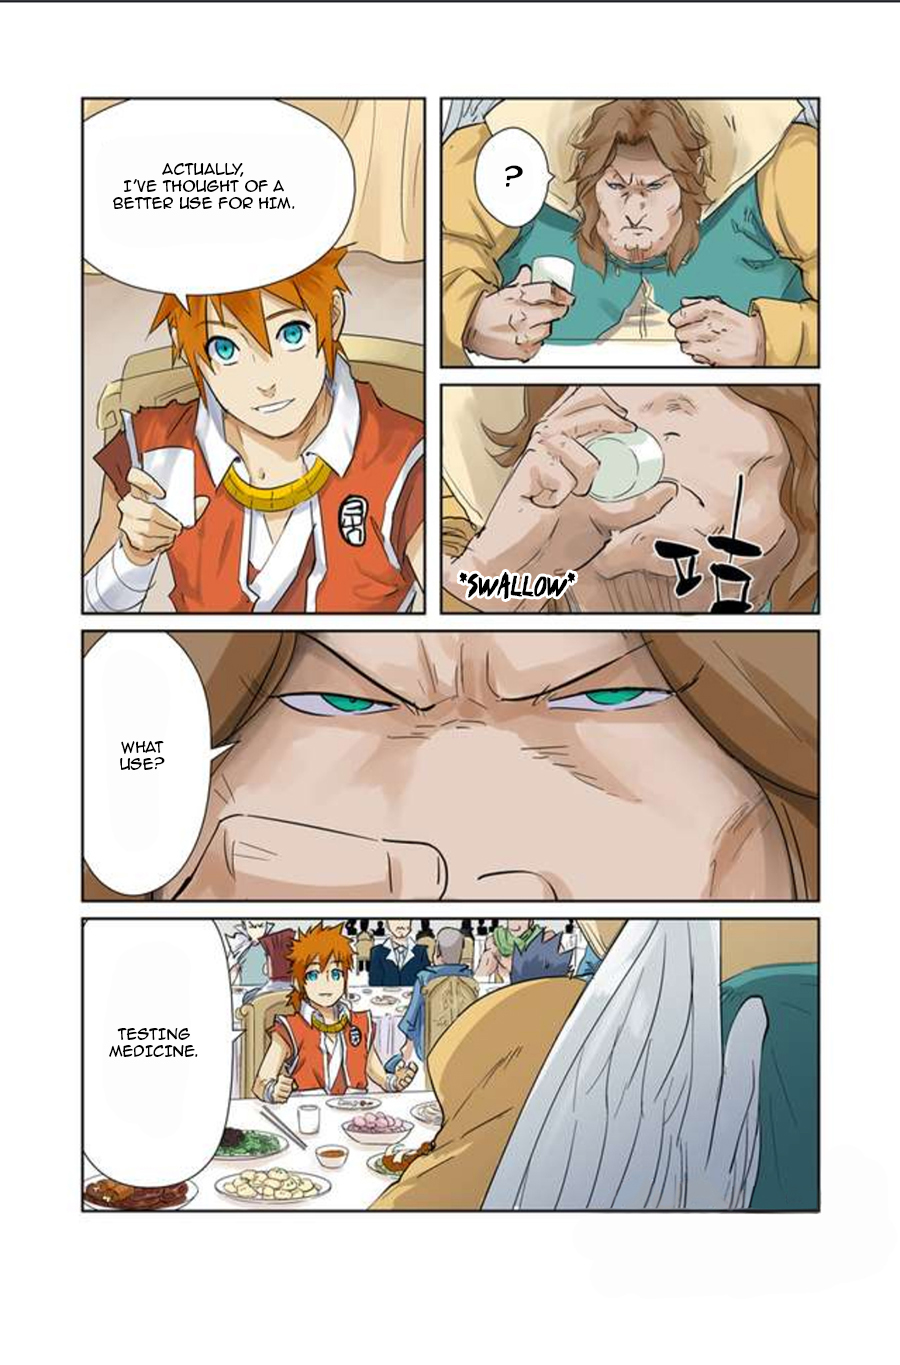 ACTUALLY,
I'VE THOUGHT OF A
BETTER USE FOR HIM.
?
*SWALLOW*
WHAT
USE?
TESTING
MEDICINE.